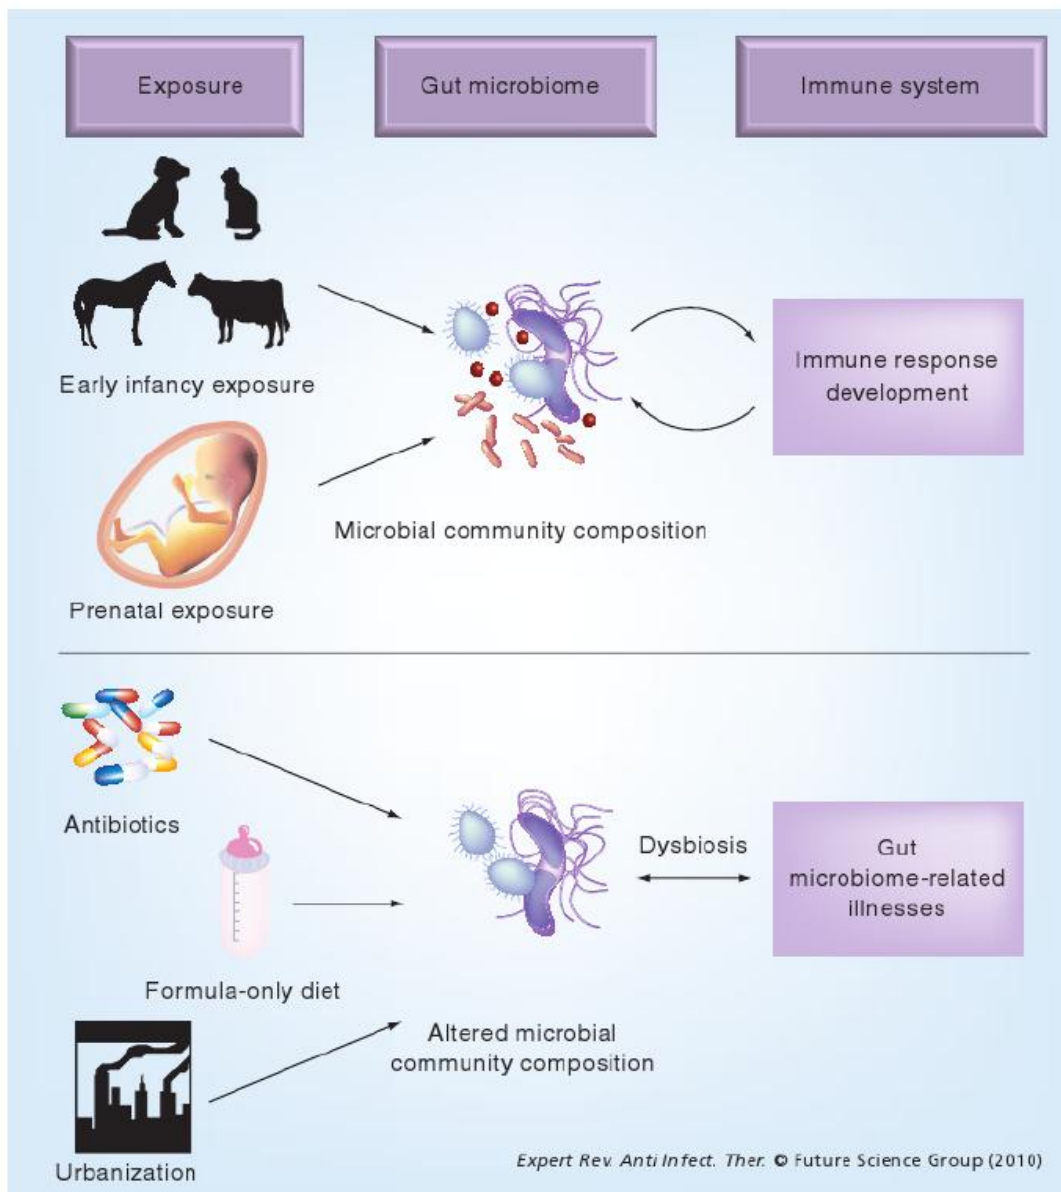 Exposure
Gut microbiome
Immune system
Early infancy exposure
Immune response
development
Microbial community composition
Prenatal exposure
Antibiotics
Dysbiosis
Gut
microbiome-related
illnesses
Formula-only diet
Altered microbial
community composition
Urbanization
Expert Rev. Anti Infect. Ther. © Future Science Group (2010)